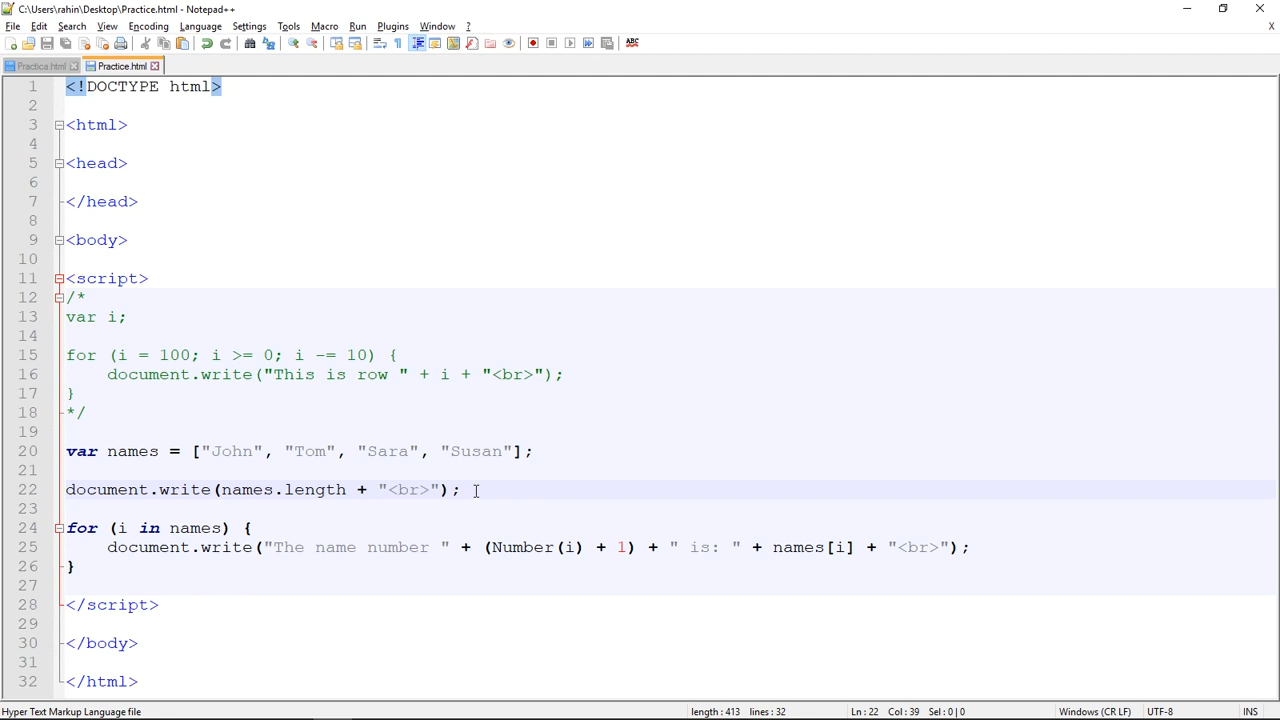 C:\Users\rahin\Desktop\Practice.html - Notepad++
File Edit Search View Encoding Language Settings Tools Macro Run Plugins Window ?
X
ABC
Practice.html Practice.html
1 <!DOCTYPE html>
2
3 <html>
4
5 <head>
6
7 </head>
8
9 <body>
10
11 <script>
12 /*
13 var i;
14
15 for (i = 100; i >= 0; i -= 10) {
16 document.write("This is row " + i + "<br>");
17 }
18 */
19
20 var names = ["John", "Tom", "Sara", "Susan"];
21
22 document.write(names.length + "<br>");
23
24 for (i in names) {
25 document.write("The name number " + (Number(i) + 1) + " is: " + names[i] + "<br>");
26 }
27
28 </script>
29
30 </body>
31
32 </html>
Hyper Text Markup Language file length : 413 lines : 32 Ln : 22 Col : 39 Sel : 0 | 0 Windows (CR LF) UTF-8 INS